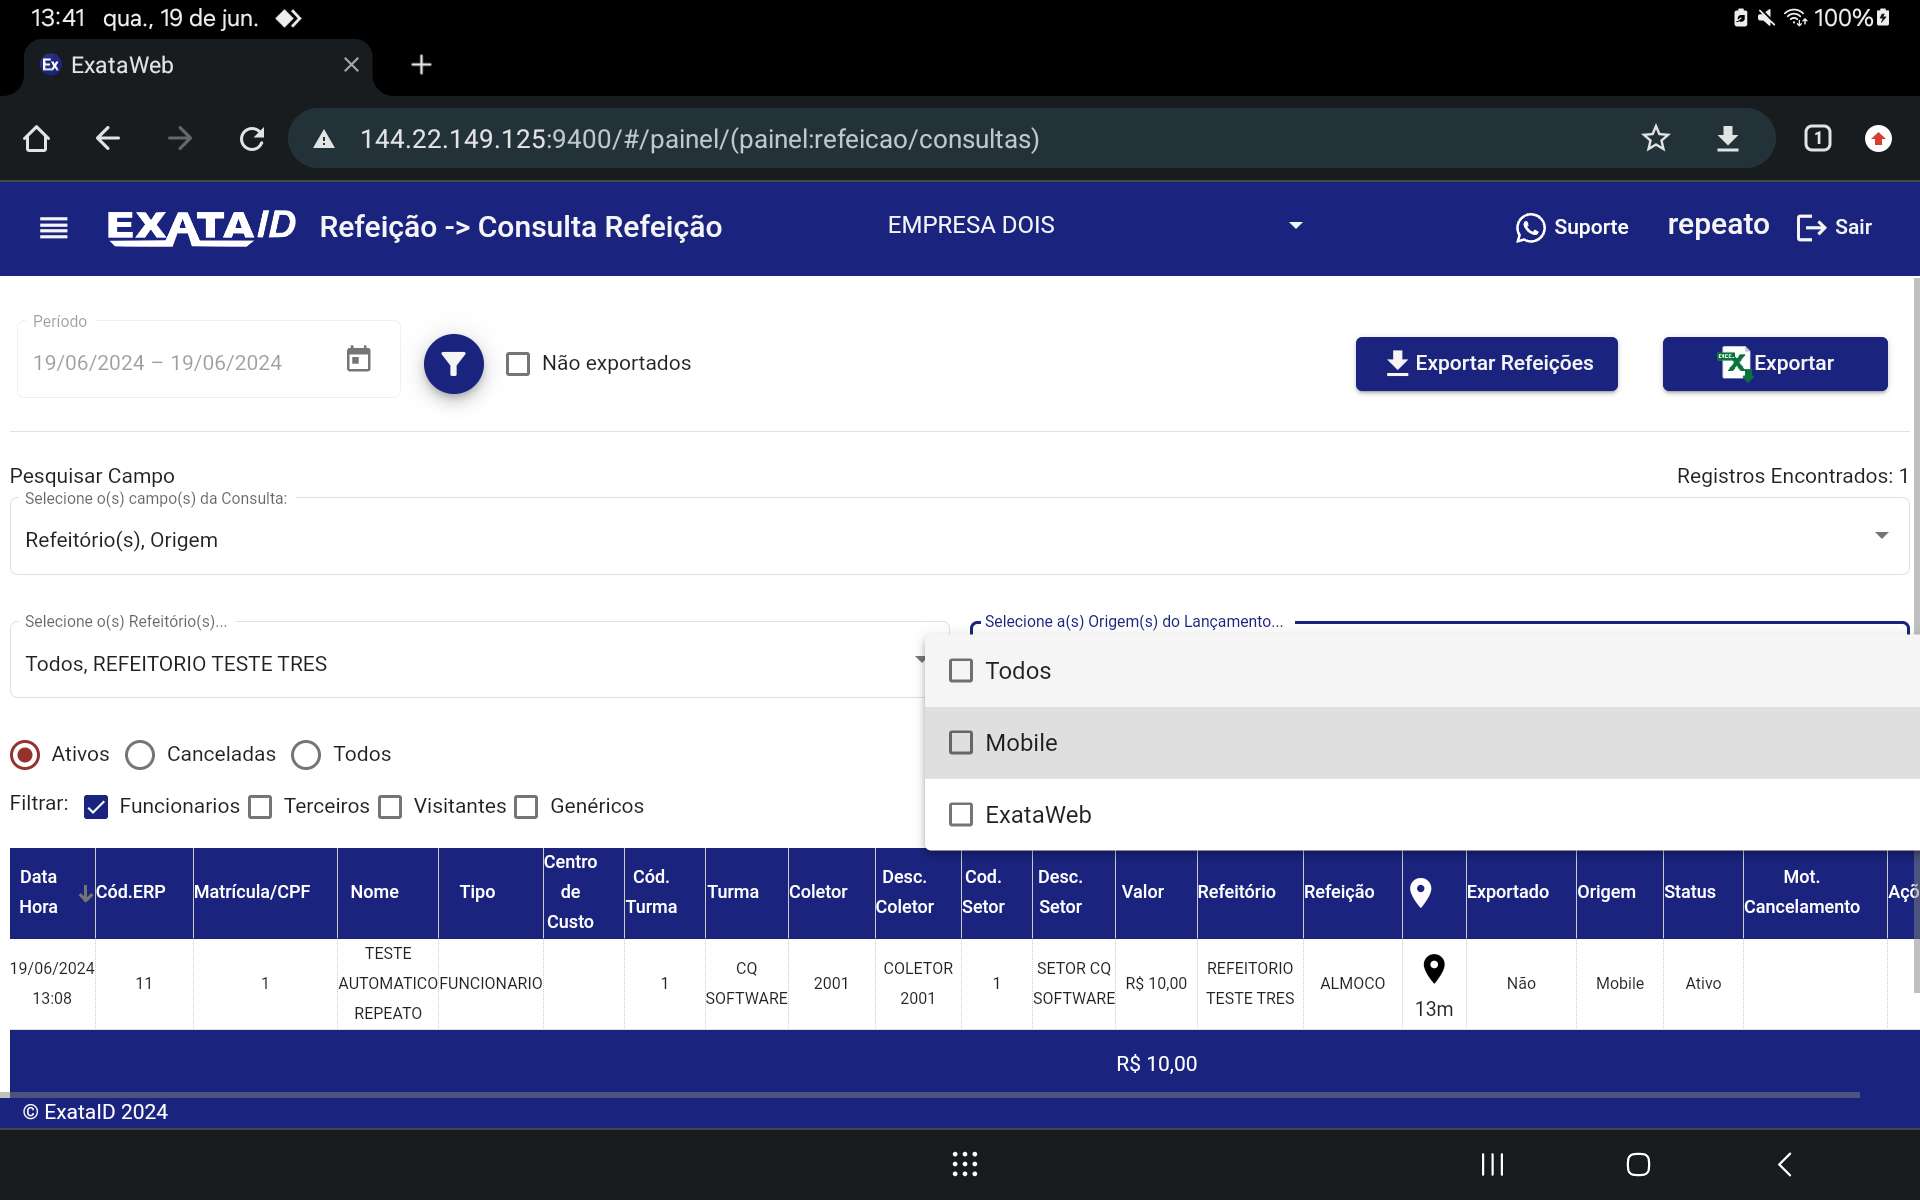 13:41 qua., 19 de jun.
100%
Ex ExataWeb
144.22.149.125:9400/#/painel/(painel:refeicao/consultas)
1
EXATAID Refeição -> Consulta Refeição EMPRESA DOIS Suporte repeato Sair
Período
19/06/2024 – 19/06/2024
Não exportados
Exportar Refeições
Exportar
Pesquisar Campo
Registros Encontrados: 1
Selecione o(s) campo(s) da Consulta:
Refeitório(s), Origem
Selecione o(s) Refeitório(s)...
Todos, REFEITORIO TESTE TRES
Selecione a(s) Origem(s) do Lançamento...
Todos
Mobile
ExataWeb
Ativos Canceladas Todos
Filtrar: Funcionarios Terceiros Visitantes Genéricos
Data Hora Cód.ERP Matrícula/CPF Nome Tipo Centro de Custo Cód. Turma Turma Coletor Desc. Coletor Cod. Setor Desc. Setor Valor Refeitório Refeição Exportado Origem Status Mot. Cancelamento Açõ
19/06/2024 13:08 11 1 TESTE AUTOMATICO REPEATO FUNCIONARIO 1 CQ SOFTWARE 2001 COLETOR 2001 1 SETOR CQ SOFTWARE R$ 10,00 REFEITORIO TESTE TRES ALMOCO 13m Não Mobile Ativo
R$ 10,00
© ExataID 2024